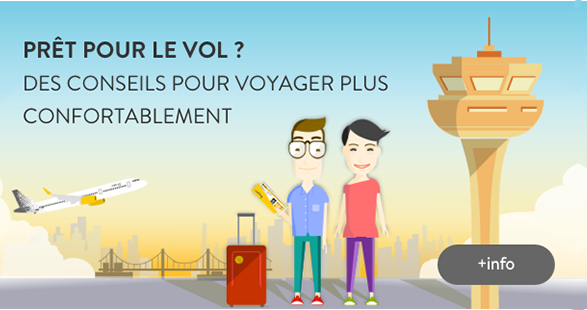 PRÊT POUR LE VOL ?
DES CONSEILS POUR VOYAGER PLUS
CONFORTABLEMENT
+info